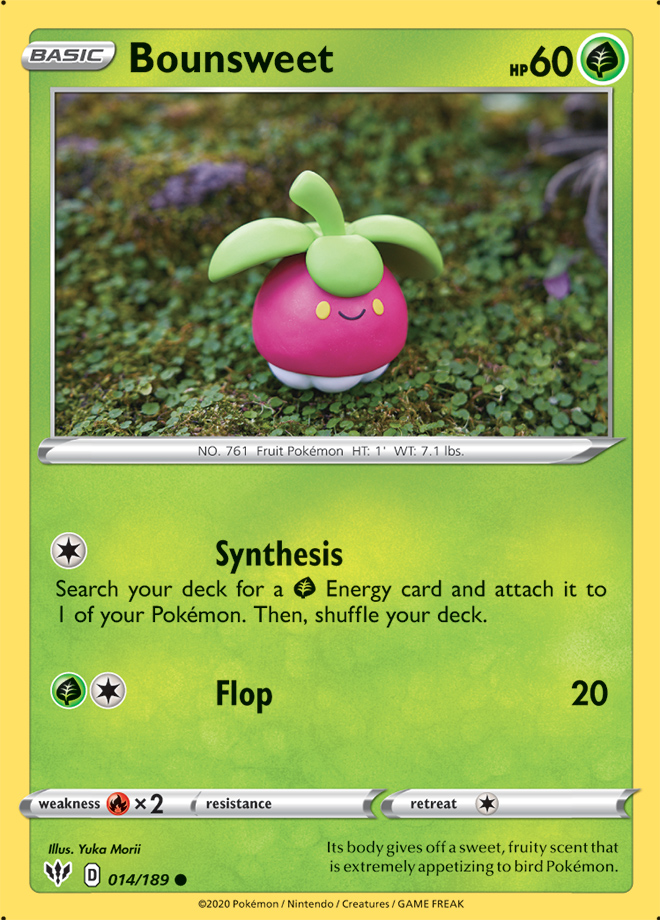 BASIC Bounsweet HP60
NO. 761 Fruit Pokémon HT: 1' WT: 7.1 lbs.
Synthesis
Search your deck for a Energy card and attach it to
1 of your Pokémon. Then, shuffle your deck.
Flop 20
weakness ×2 resistance retreat
Illus. Yuka Morii
Its body gives off a sweet, fruity scent that
is extremely appetizing to bird Pokémon.
D 014/189
©2020 Pokémon / Nintendo / Creatures / GAME FREAK